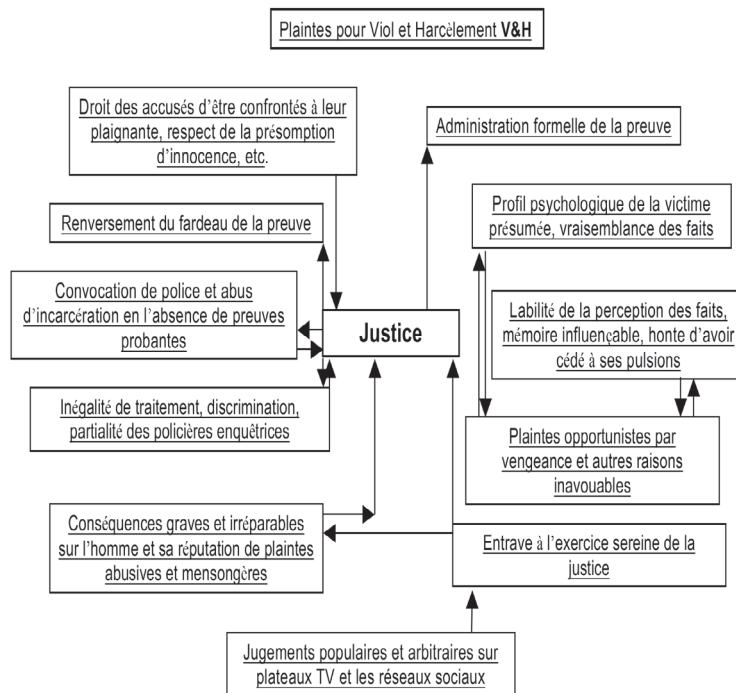 Plaintes pour Viol et Harcèlement V&H
Droit des accusés d'être confrontés à leur
plaignante, respect de la présomption
d'innocence, etc.
Administration formelle de la preuve
Renversement du fardeau de la preuve
Profil psychologique de la victime
présumée, vraisemblance des faits
Convocation de police et abus
d'incarcération en l'absence de preuves
probantes
Justice
Labilité de la perception des faits,
mémoire influençable, honte d'avoir
cédé à ses pulsions
Inégalité de traitement, discrimination,
partialité des policières enquêtrices
Plaintes opportunistes par
vengeance et autres raisons
inavouables
Conséquences graves et irréparables
sur l'homme et sa réputation de plaintes
abusives et mensongères
Entrave à l'exercice sereine de la
justice
Jugements populaires et arbitraires sur
plateaux TV et les réseaux sociaux